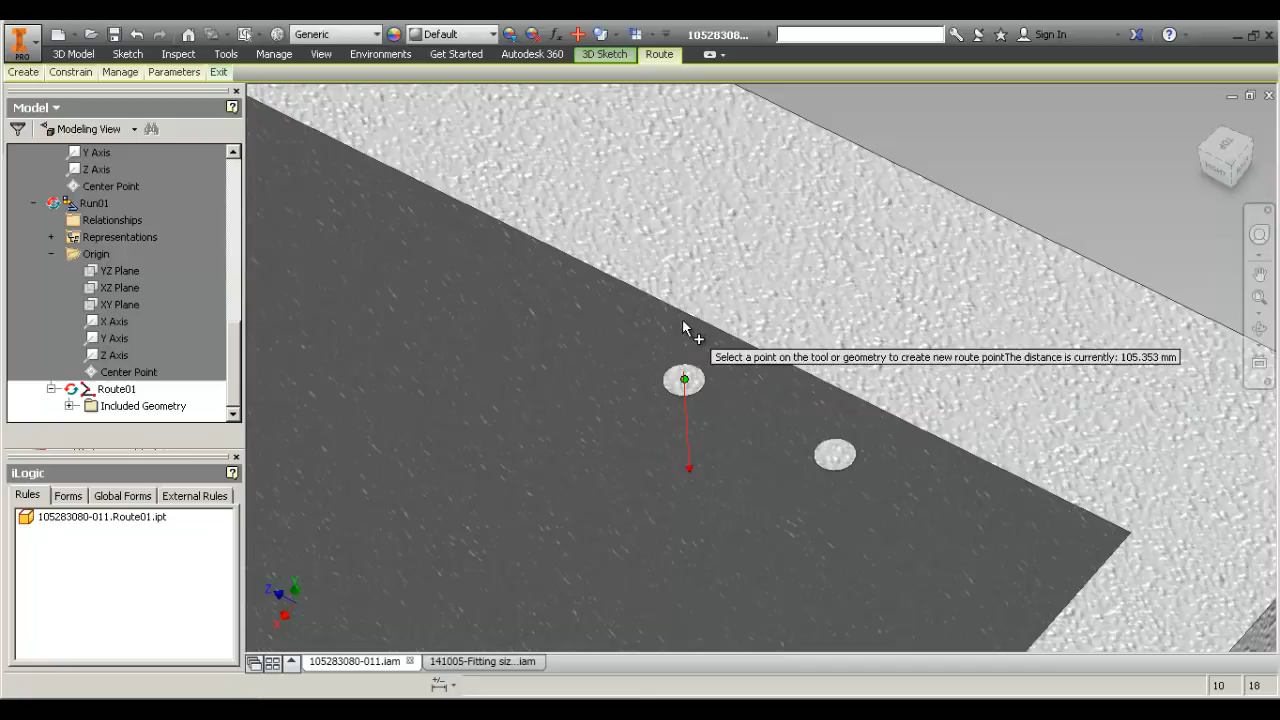 Generic
Default
fx
10528308...
Sign In
PRO
3D Model
Sketch
Inspect
Tools
Manage
View
Environments
Get Started
Autodesk 360
3D Sketch
Route
Create
Constrain
Manage
Parameters
Exit
Model
Modeling View
Y Axis
Z Axis
Center Point
Run01
Relationships
Representations
Origin
YZ Plane
XZ Plane
XY Plane
X Axis
Y Axis
Z Axis
Center Point
Route01
Included Geometry
iLogic
Rules
Forms
Global Forms
External Rules
105283080-011.Route01.ipt
Select a point on the tool or geometry to create new route pointThe distance is currently: 105.353 mm
TOP
RIGHT
Z
Y
X
105283080-011.iam
141005-Fitting siz...iam
10
18